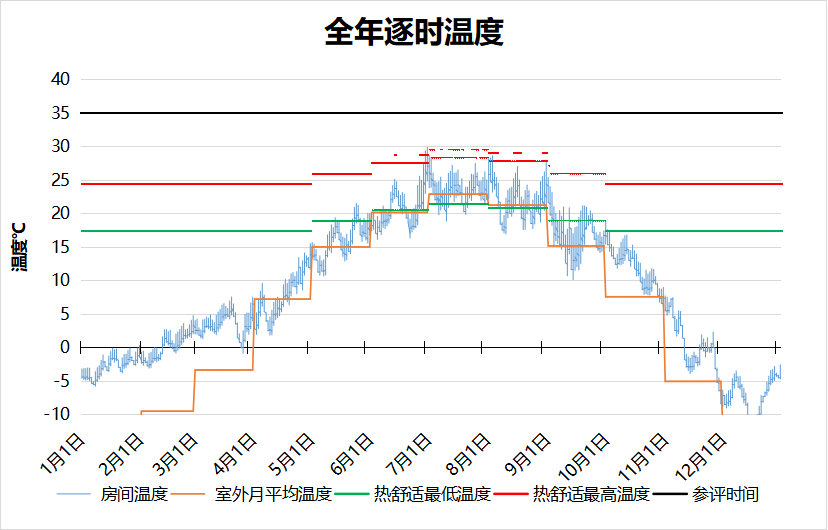 全年逐时温度
温度℃
40
35
30
25
20
15
10
5
0
-5
-10
1月1日
2月1日
3月1日
4月1日
5月1日
6月1日
7月1日
8月1日
9月1日
10月1日
11月1日
12月1日
房间温度 室外月平均温度 热舒适最低温度 热舒适最高温度 参评时间